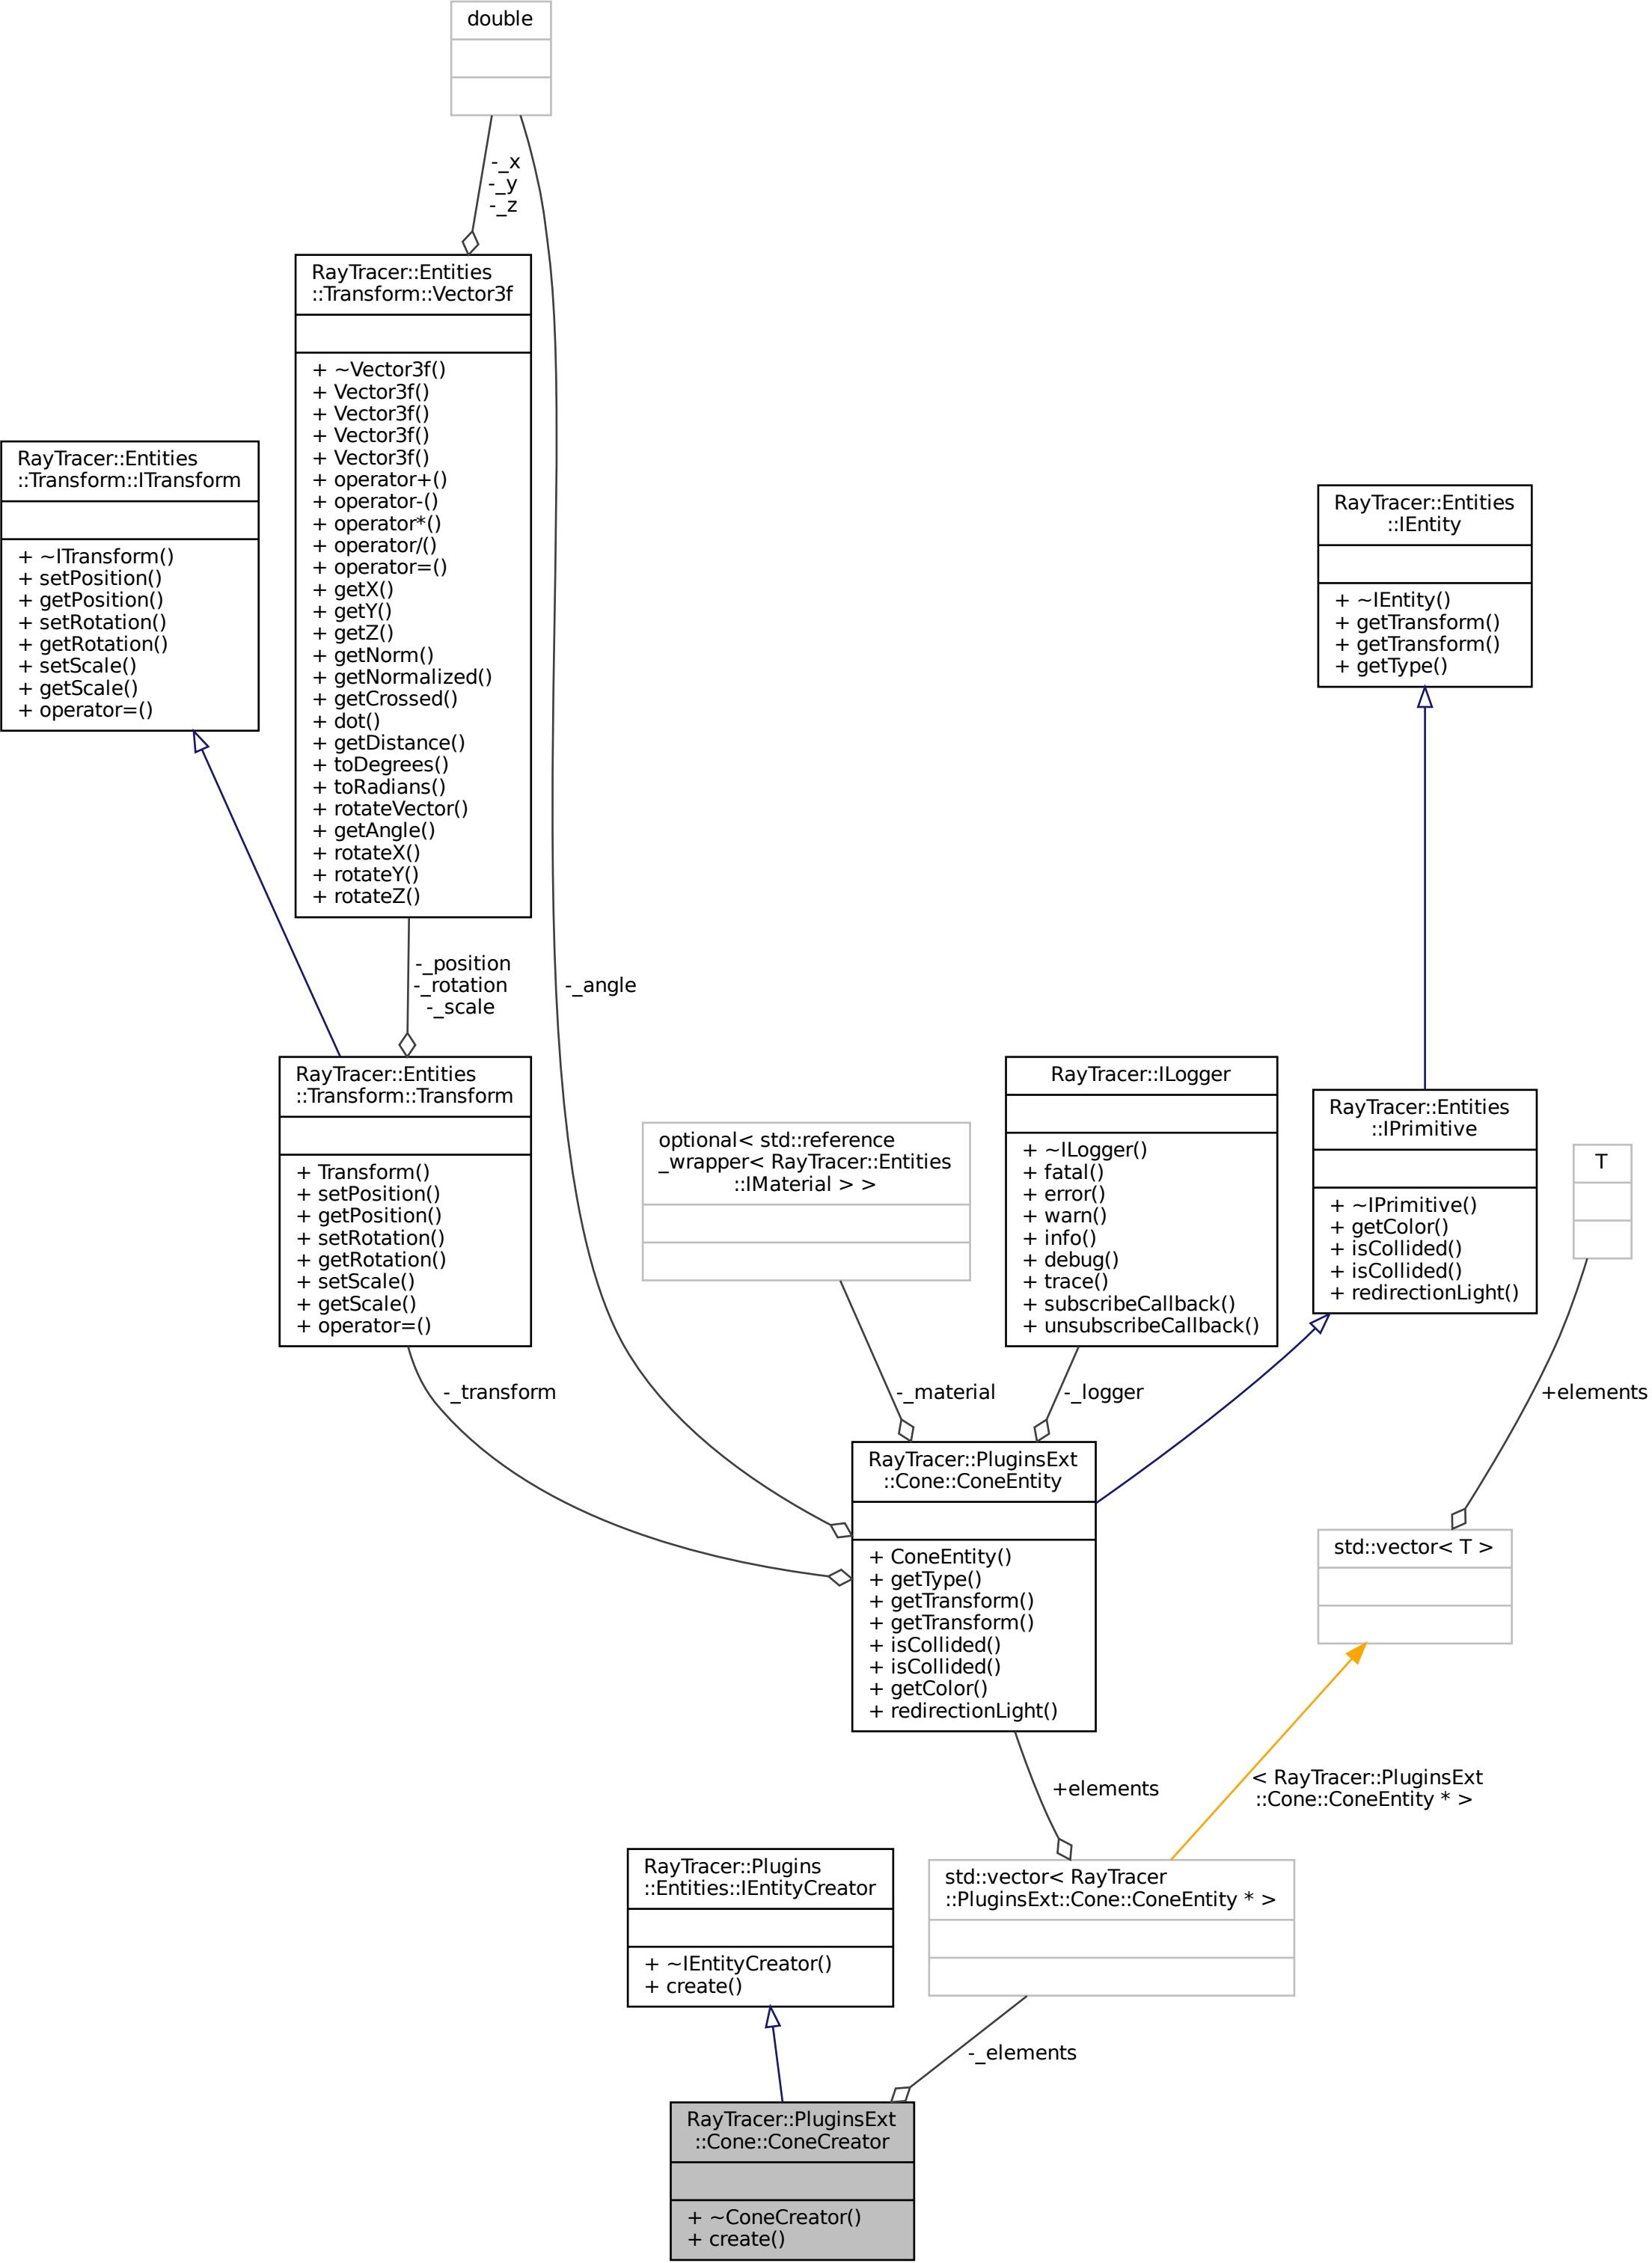 double
-_x
-_y
-_z
RayTracer::Entities
::Transform::Vector3f
+ ~Vector3f()
+ Vector3f()
+ Vector3f()
+ Vector3f()
+ Vector3f()
+ operator+()
+ operator-()
+ operator*()
+ operator/()
+ operator=()
+ getX()
+ getY()
+ getZ()
+ getNorm()
+ getNormalized()
+ getCrossed()
+ dot()
+ getDistance()
+ toDegrees()
+ toRadians()
+ rotateVector()
+ getAngle()
+ rotateX()
+ rotateY()
+ rotateZ()
RayTracer::Entities
::Transform::ITransform
+ ~ITransform()
+ setPosition()
+ getPosition()
+ setRotation()
+ getRotation()
+ setScale()
+ getScale()
+ operator=()
RayTracer::Entities
::IEntity
+ ~IEntity()
+ getTransform()
+ getTransform()
+ getType()
-_position
-_rotation
-_scale
-_angle
RayTracer::Entities
::Transform::Transform
+ Transform()
+ setPosition()
+ getPosition()
+ setRotation()
+ getRotation()
+ setScale()
+ getScale()
+ operator=()
optional< std::reference
_wrapper< RayTracer::Entities
::IMaterial > >
RayTracer::ILogger
+ ~ILogger()
+ fatal()
+ error()
+ warn()
+ info()
+ debug()
+ trace()
+ subscribeCallback()
+ unsubscribeCallback()
RayTracer::Entities
::IPrimitive
+ ~IPrimitive()
+ getColor()
+ isCollided()
+ isCollided()
+ redirectionLight()
T
-_transform
-_material
-_logger
+elements
RayTracer::PluginsExt
::Cone::ConeEntity
+ ConeEntity()
+ getType()
+ getTransform()
+ getTransform()
+ isCollided()
+ isCollided()
+ getColor()
+ redirectionLight()
std::vector< T >
+elements
< RayTracer::PluginsExt
::Cone::ConeEntity * >
RayTracer::Plugins
::Entities::IEntityCreator
+ ~IEntityCreator()
+ create()
std::vector< RayTracer
::PluginsExt::Cone::ConeEntity * >
-_elements
RayTracer::PluginsExt
::Cone::ConeCreator
+ ~ConeCreator()
+ create()